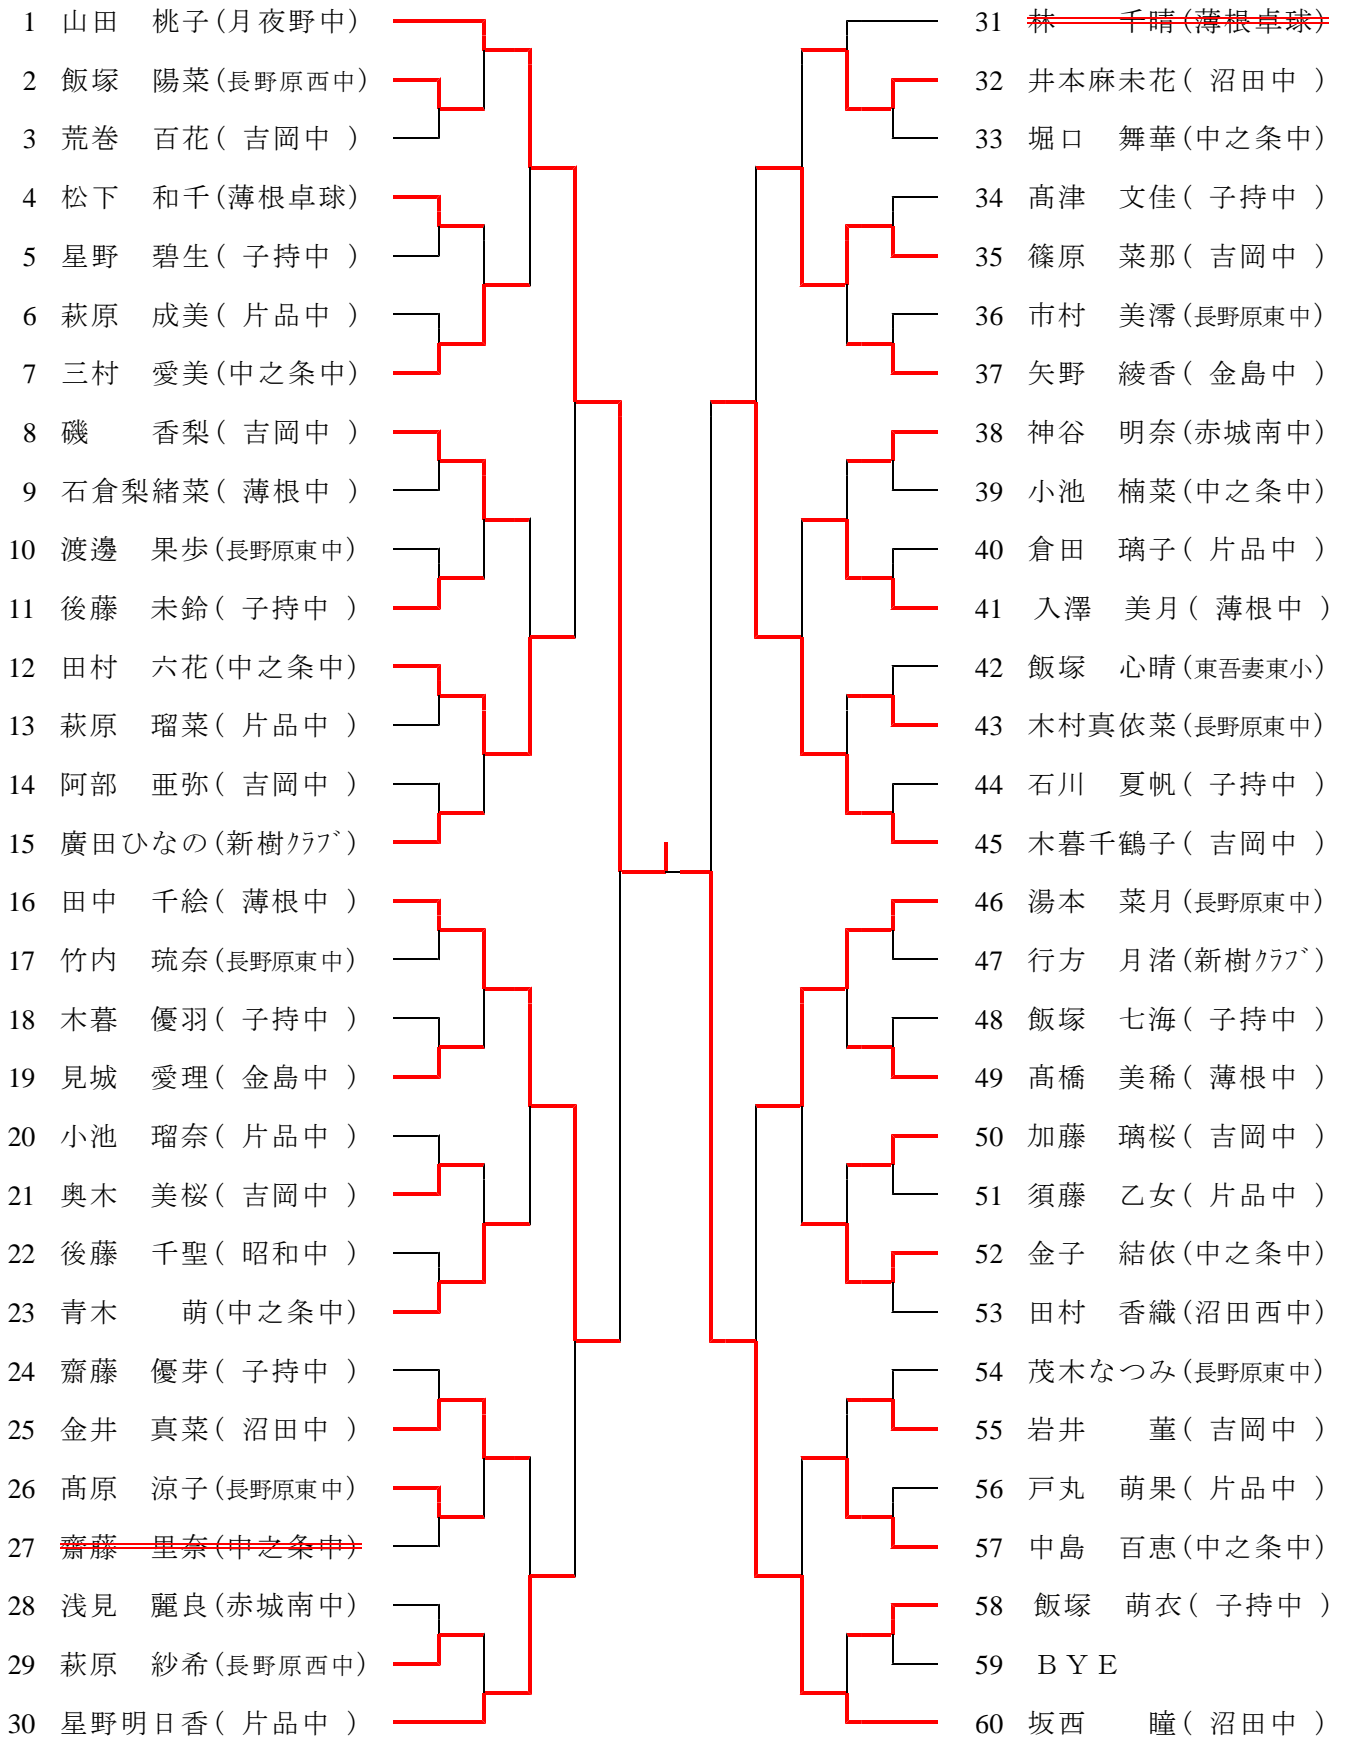 1 山田 桃子(月夜野中)
2 飯塚 陽菜(長野原西中)
3 荒巻 百花( 吉岡中 )
4 松下 和千(薄根卓球)
5 星野 碧生( 子持中 )
6 萩原 成美( 片品中 )
7 三村 愛美(中之条中)
8 磯 香梨( 吉岡中 )
9 石倉梨緒菜( 薄根中 )
10 渡邊 果歩(長野原東中)
11 後藤 未鈴( 子持中 )
12 田村 六花(中之条中)
13 萩原 瑠菜( 片品中 )
14 阿部 亜弥( 吉岡中 )
15 廣田ひなの(新樹ｸﾗﾌﾞ)
16 田中 千絵( 薄根中 )
17 竹内 琉奈(長野原東中)
18 木暮 優羽( 子持中 )
19 見城 愛理( 金島中 )
20 小池 瑠奈( 片品中 )
21 奥木 美桜( 吉岡中 )
22 後藤 千聖( 昭和中 )
23 青木 萌(中之条中)
24 齋藤 優芽( 子持中 )
25 金井 真菜( 沼田中 )
26 髙原 涼子(長野原東中)
27 齋藤 里奈(中之条中)
28 浅見 麗良(赤城南中)
29 萩原 紗希(長野原西中)
30 星野明日香( 片品中 )
31 林 千晴(薄根卓球)
32 井本麻未花( 沼田中 )
33 堀口 舞華(中之条中)
34 髙津 文佳( 子持中 )
35 篠原 菜那( 吉岡中 )
36 市村 美澪(長野原東中)
37 矢野 綾香( 金島中 )
38 神谷 明奈(赤城南中)
39 小池 楠菜(中之条中)
40 倉田 璃子( 片品中 )
41 入澤 美月( 薄根中 )
42 飯塚 心晴(東吾妻東小)
43 木村真依菜(長野原東中)
44 石川 夏帆( 子持中 )
45 木暮千鶴子( 吉岡中 )
46 湯本 菜月(長野原東中)
47 行方 月渚(新樹ｸﾗﾌﾞ)
48 飯塚 七海( 子持中 )
49 髙橋 美稀( 薄根中 )
50 加藤 璃桜( 吉岡中 )
51 須藤 乙女( 片品中 )
52 金子 結依(中之条中)
53 田村 香織(沼田西中)
54 茂木なつみ(長野原東中)
55 岩井 菫( 吉岡中 )
56 戸丸 萌果( 片品中 )
57 中島 百恵(中之条中)
58 飯塚 萌衣( 子持中 )
59 ＢＹＥ
60 坂西 瞳( 沼田中 )